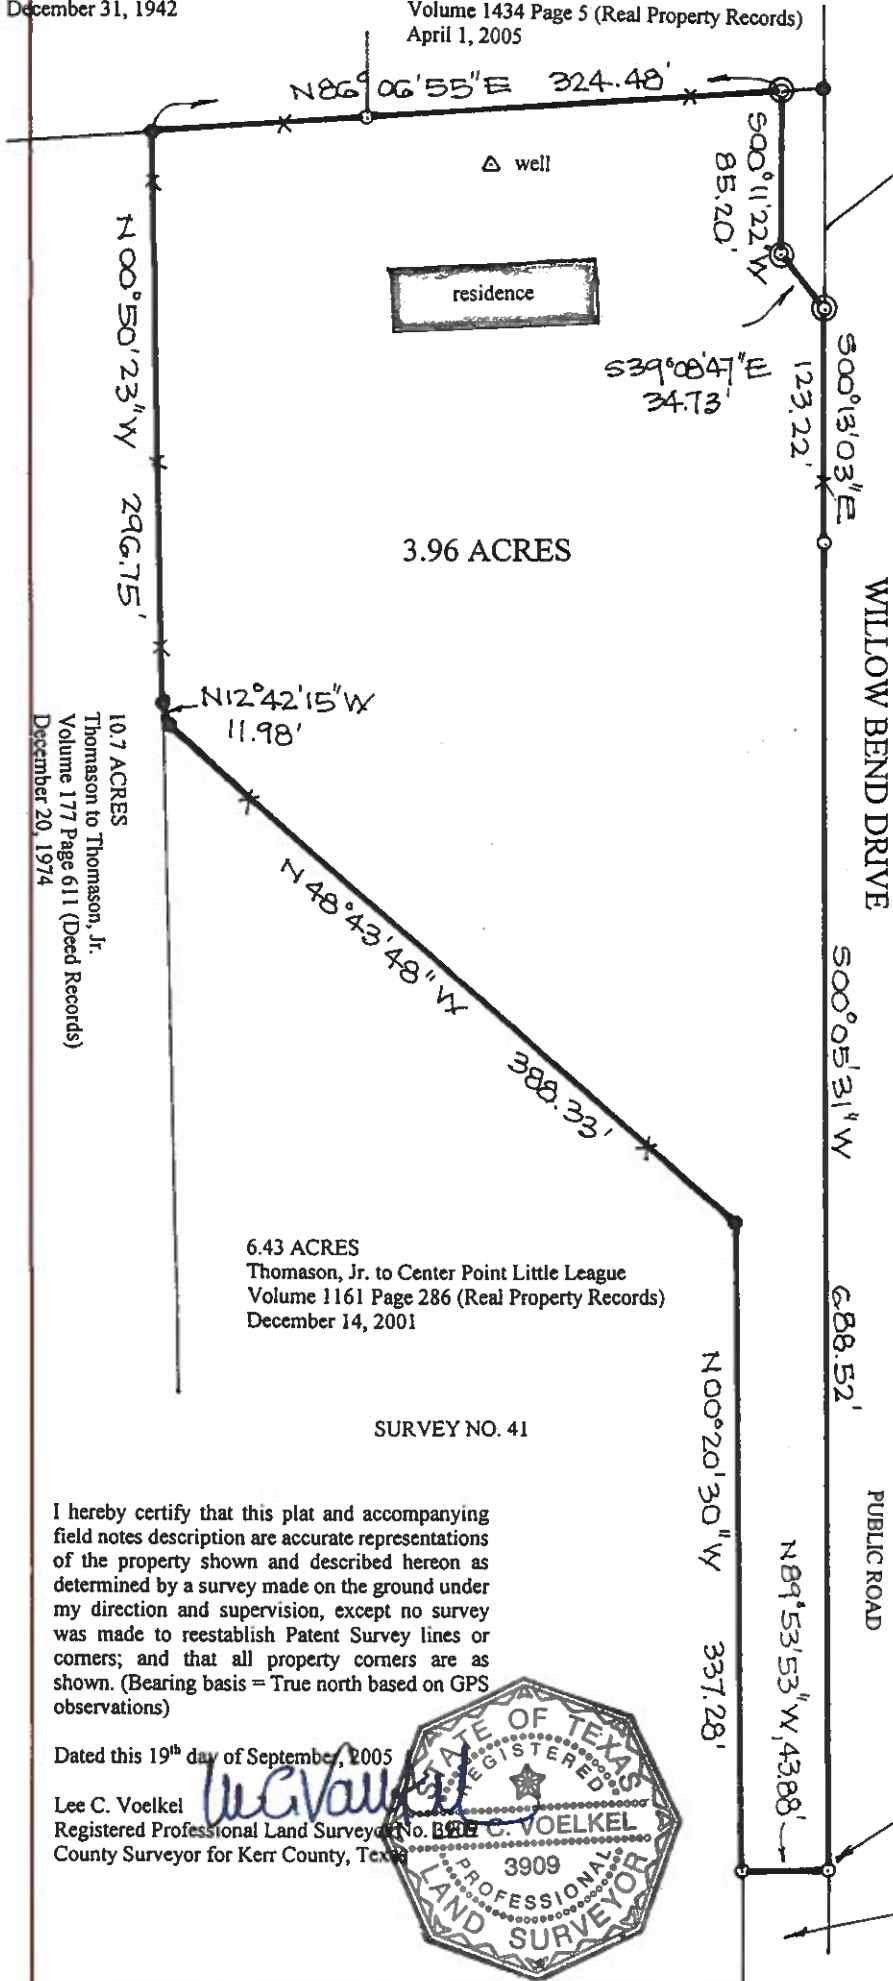 December 31, 1942
Volume 1434 Page 5 (Real Property Records)
April 1, 2005
N86°06'55"E 324.48'
well
S00°11'22"W
85.20'
residence
S39°08'47"E
34.73'
S00°13'03"E
123.22'
N00°50'23"W 296.75'
3.96 ACRES
WILLOW BEND DRIVE
N12°42'15"W
11.98'
10.7 ACRES
Thomason to Thomason, Jr.
Volume 177 Page 611 (Deed Records)
December 20, 1974
N48°43'48"W 388.33'
S00°05'31"W 688.52'
6.43 ACRES
Thomason, Jr. to Center Point Little League
Volume 1161 Page 286 (Real Property Records)
December 14, 2001
SURVEY NO. 41
N00°20'30"W 337.28'
PUBLIC ROAD
N89°53'53"W, 43.88'
I hereby certify that this plat and accompanying
field notes description are accurate representations
of the property shown and described hereon as
determined by a survey made on the ground under
my direction and supervision, except no survey
was made to reestablish Patent Survey lines or
corners; and that all property corners are as
shown. (Bearing basis = True north based on GPS
observations)
Dated this 19th day of September, 2005
Lee C. Voelkel
Registered Professional Land Surveyor No.
County Surveyor for Kerr County, Texas
STATE OF TEXAS
REGISTERED
LEE C. VOELKEL
3909
PROFESSIONAL
LAND SURVEYOR